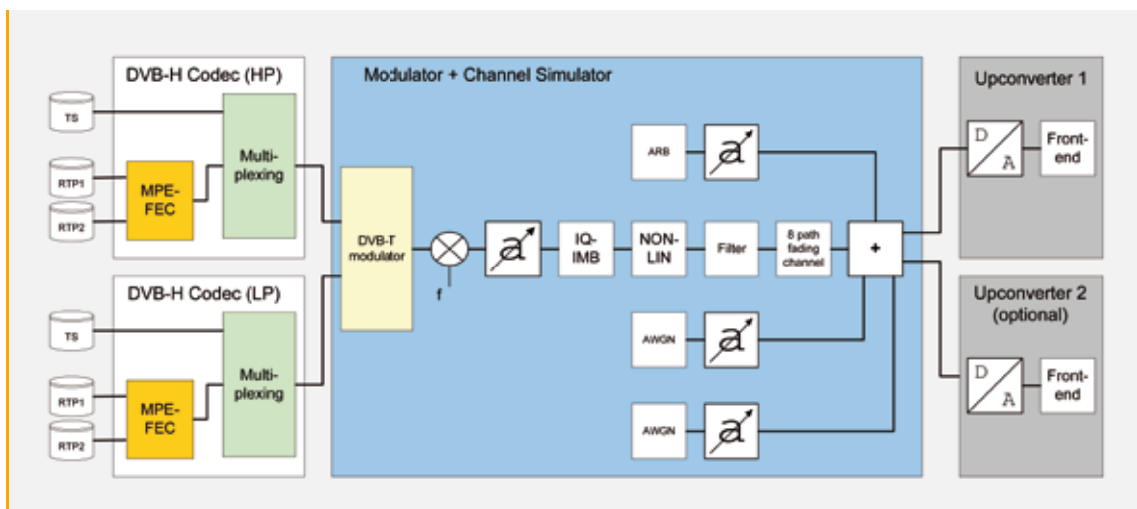 DVB-H Codec (HP)
TS
RTP1
RTP2
MPE-
FEC
Multi-
plexing
DVB-H Codec (LP)
TS
RTP1
RTP2
MPE-
FEC
Multi-
plexing
Modulator + Channel Simulator
DVB-T
modulator
f
a
IQ-
IMB
NON-
LIN
Filter
8 path
fading
channel
+
ARB
a
AWGN
a
AWGN
a
Upconverter 1
D
A
Front-
end
Upconverter 2
(optional)
D
A
Front-
end